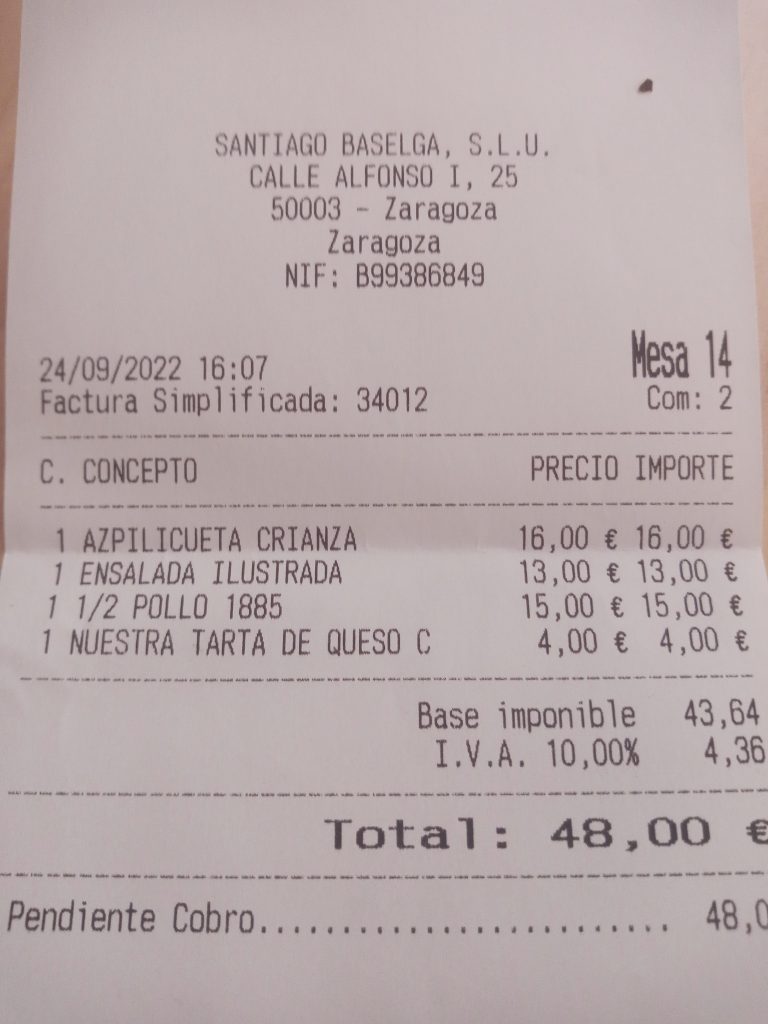 SANTIAGO BASELGA, S.L.U.
CALLE ALFONSO I, 25
50003 - Zaragoza
Zaragoza
NIF: B99386849
Mesa 14
24/09/2022 16:07
Factura Simplificada: 34012 Com: 2
C. CONCEPTO PRECIO IMPORTE
1 AZPILICUETA CRIANZA 16,00 € 16,00 €
1 ENSALADA ILUSTRADA 13,00 € 13,00 €
1 1/2 POLLO 1885 15,00 € 15,00 €
1 NUESTRA TARTA DE QUESO C 4,00 € 4,00 €
Base imponible 43,64
I.V.A. 10,00% 4,36
Total: 48,00 €
Pendiente Cobro......................... 48,0